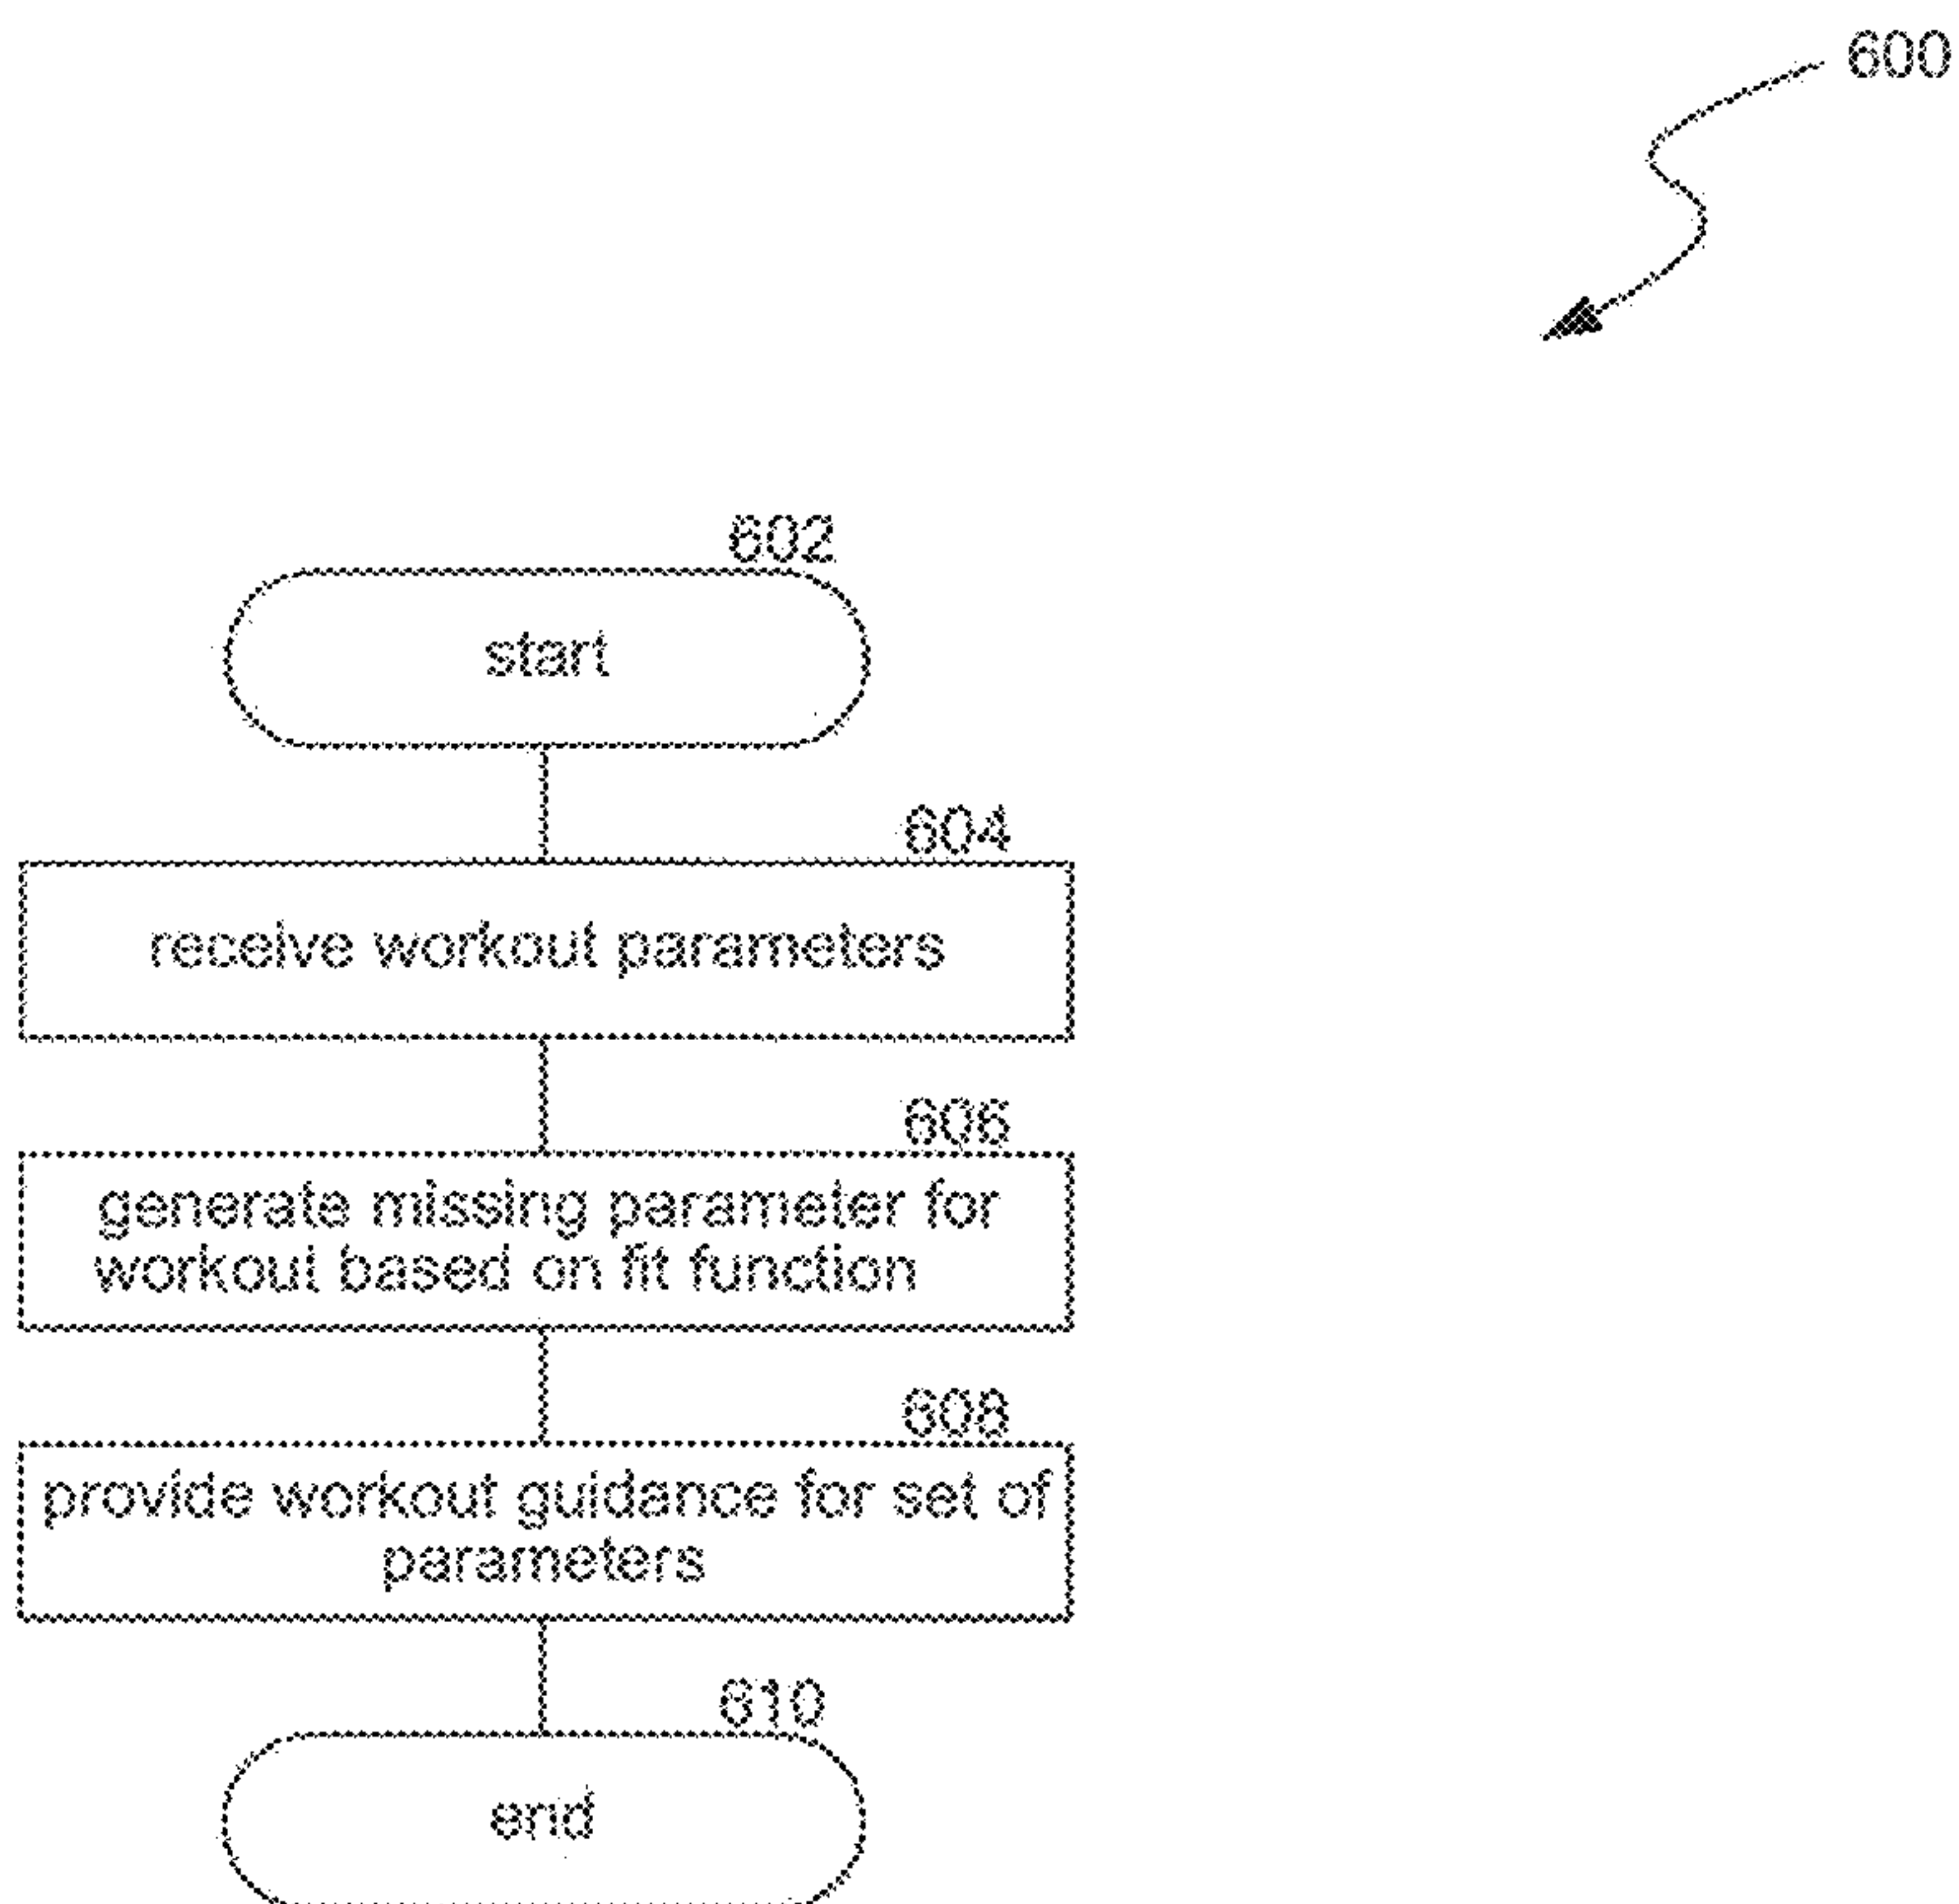 600
602
start
604
receive workout parameters
606
generate missing parameter for
workout based on fit function
608
provide workout guidance for set of
parameters
610
end